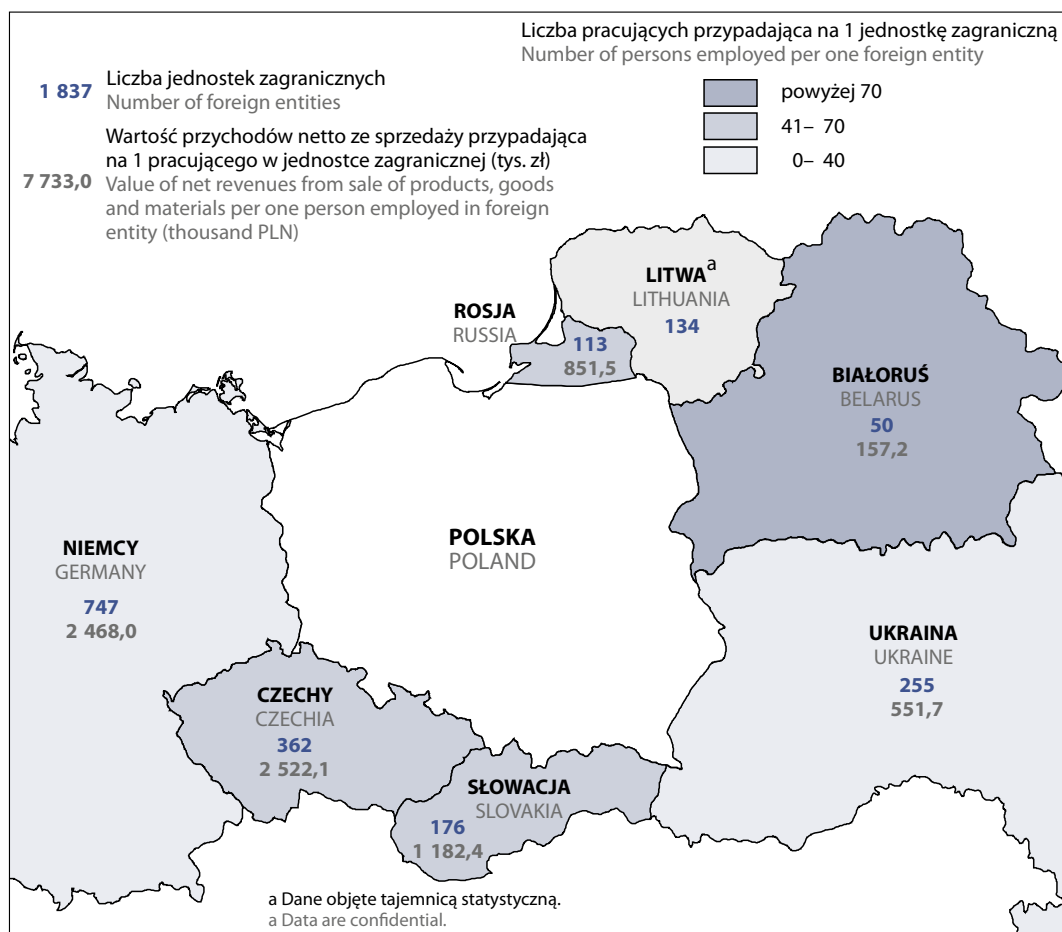 Liczba pracujących przypadająca na 1 jednostkę zagraniczną
Number of persons employed per one foreign entity
powyżej 70
41– 70
0– 40
1 837
Liczba jednostek zagranicznych
Number of foreign entities
Wartość przychodów netto ze sprzedaży przypadająca
na 1 pracującego w jednostce zagranicznej (tys. zł)
7 733,0
Value of net revenues from sale of products, goods
and materials per one person employed in foreign
entity (thousand PLN)
LITWAa
LITHUANIA
134
ROSJA
RUSSIA
113
851,5
BIAŁORUŚ
BELARUS
50
157,2
POLSKA
POLAND
NIEMCY
GERMANY
747
2 468,0
UKRAINA
UKRAINE
255
551,7
CZECHY
CZECHIA
362
2 522,1
SŁOWACJA
SLOVAKIA
176
1 182,4
a Dane objęte tajemnicą statystyczną.
a Data are confidential.